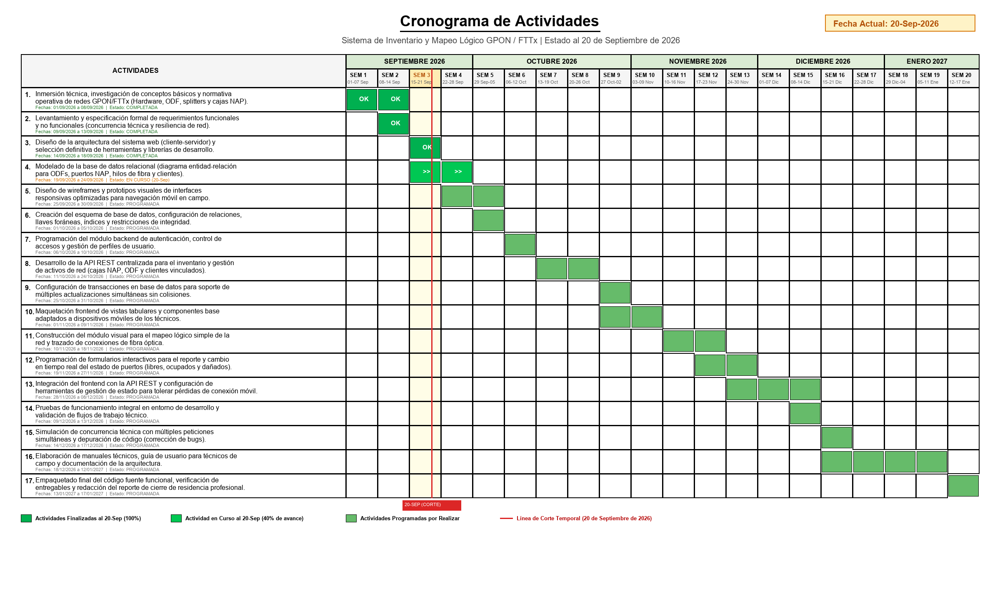 Cronograma de Actividades
Fecha Actual: 20-Sep-2026
Sistema de Inventario y Mapeo Lógico GPON / FTTx | Estado al 20 de Septiembre de 2026
ACTIVIDADES
SEPTIEMBRE 2026
OCTUBRE 2026
NOVIEMBRE 2026
DICIEMBRE 2026
ENERO 2027
SEM 1
01-07 Sep
SEM 2
08-14 Sep
SEM 3
15-21 Sep
SEM 4
22-28 Sep
SEM 5
29 Sep-05
SEM 6
06-12 Oct
SEM 7
13-19 Oct
SEM 8
20-26 Oct
SEM 9
27 Oct-02
SEM 10
03-09 Nov
SEM 11
10-16 Nov
SEM 12
17-23 Nov
SEM 13
24-30 Nov
SEM 14
01-07 Dic
SEM 15
08-14 Dic
SEM 16
15-21 Dic
SEM 17
22-28 Dic
SEM 18
29 Dic-04
SEM 19
05-11 Ene
SEM 20
12-17 Ene
1. Inmersión técnica, investigación de conceptos básicos y normativa
operativa de redes GPON/FTTx (Hardware, ODF, splitters y cajas NAP).
Fechas: 01/09/2026 a 08/09/2026 | Estado: COMPLETADA
OK OK
2. Levantamiento y especificación formal de requerimientos funcionales
y no funcionales (concurrencia técnica y resiliencia de red).
Fechas: 09/09/2026 a 13/09/2026 | Estado: COMPLETADA
OK
3. Diseño de la arquitectura del sistema web (cliente-servidor) y
selección definitiva de herramientas y librerías de desarrollo.
Fechas: 14/09/2026 a 18/09/2026 | Estado: COMPLETADA
OK
4. Modelado de la base de datos relacional (diagrama entidad-relación
para ODFs, puertos NAP, hilos de fibra y clientes).
Fechas: 19/09/2026 a 24/09/2026 | Estado: EN CURSO (20-Sep)
>> >>
5. Diseño de wireframes y prototipos visuales de interfaces
responsivas optimizadas para navegación móvil en campo.
Fechas: 25/09/2026 a 30/09/2026 | Estado: PROGRAMADA
6. Creación del esquema de base de datos, configuración de relaciones,
llaves foráneas, índices y restricciones de integridad.
Fechas: 01/10/2026 a 05/10/2026 | Estado: PROGRAMADA
7. Programación del módulo backend de autenticación, control de
accesos y gestión de perfiles de usuario.
Fechas: 06/10/2026 a 10/10/2026 | Estado: PROGRAMADA
8. Desarrollo de la API REST centralizada para el inventario y gestión
de activos de red (cajas NAP, ODF y clientes vinculados).
Fechas: 11/10/2026 a 24/10/2026 | Estado: PROGRAMADA
9. Configuración de transacciones en base de datos para soporte de
múltiples actualizaciones simultáneas sin colisiones.
Fechas: 25/10/2026 a 31/10/2026 | Estado: PROGRAMADA
10. Maquetación frontend de vistas tabulares y componentes base
adaptados a dispositivos móviles de los técnicos.
Fechas: 01/11/2026 a 09/11/2026 | Estado: PROGRAMADA
11. Construcción del módulo visual para el mapeo lógico simple de la
red y trazado de conexiones de fibra óptica.
Fechas: 10/11/2026 a 18/11/2026 | Estado: PROGRAMADA
12. Programación de formularios interactivos para el reporte y cambio
en tiempo real del estado de puertos (libres, ocupados y dañados).
Fechas: 19/11/2026 a 27/11/2026 | Estado: PROGRAMADA
13. Integración del frontend con la API REST y configuración de
herramientas de gestión de estado para tolerar pérdidas de conexión móvil.
Fechas: 28/11/2026 a 08/12/2026 | Estado: PROGRAMADA
14. Pruebas de funcionamiento integral en entorno de desarrollo y
validación de flujos de trabajo técnico.
Fechas: 09/12/2026 a 13/12/2026 | Estado: PROGRAMADA
15. Simulación de concurrencia técnica con múltiples peticiones
simultáneas y depuración de código (corrección de bugs).
Fechas: 14/12/2026 a 17/12/2026 | Estado: PROGRAMADA
16. Elaboración de manuales técnicos, guía de usuario para técnicos de
campo y documentación de la arquitectura.
Fechas: 18/12/2026 a 12/01/2027 | Estado: PROGRAMADA
17. Empaquetado final del código fuente funcional, verificación de
entregables y redacción del reporte de cierre de residencia profesional.
Fechas: 13/01/2027 a 17/01/2027 | Estado: PROGRAMADA
20-SEP (CORTE)
Actividades Finalizadas al 20-Sep (100%)
Actividad en Curso al 20-Sep (40% de avance)
Actividades Programadas por Realizar
Línea de Corte Temporal (20 de Septiembre de 2026)